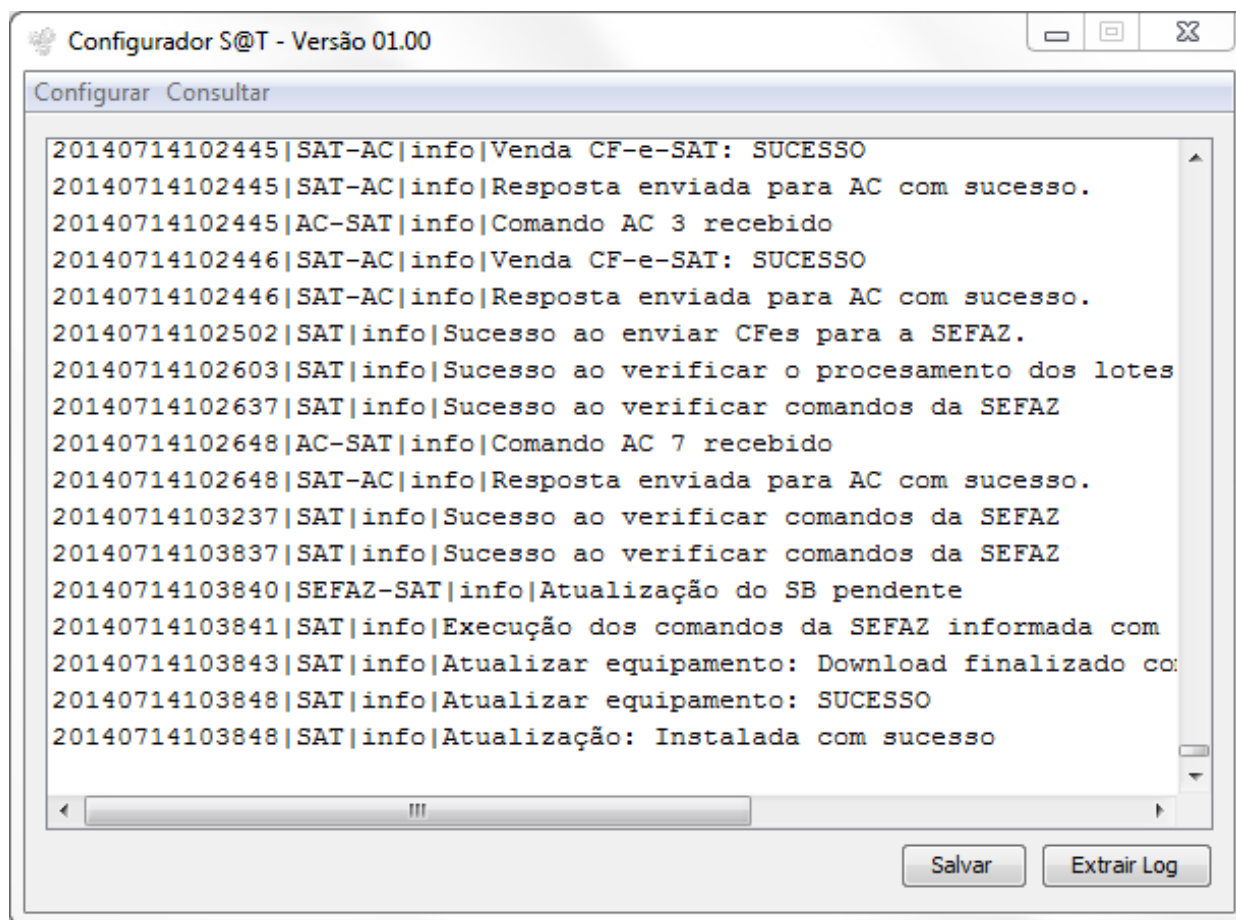 Configurador S@T - Versão 01.00
Configurar Consultar
20140714102445|SAT-AC|info|Venda CF-e-SAT: SUCESSO
20140714102445|SAT-AC|info|Resposta enviada para AC com sucesso.
20140714102445|AC-SAT|info|Comando AC 3 recebido
20140714102446|SAT-AC|info|Venda CF-e-SAT: SUCESSO
20140714102446|SAT-AC|info|Resposta enviada para AC com sucesso.
20140714102502|SAT|info|Sucesso ao enviar CFes para a SEFAZ.
20140714102603|SAT|info|Sucesso ao verificar o procesamento dos lotes
20140714102637|SAT|info|Sucesso ao verificar comandos da SEFAZ
20140714102648|AC-SAT|info|Comando AC 7 recebido
20140714102648|SAT-AC|info|Resposta enviada para AC com sucesso.
20140714103237|SAT|info|Sucesso ao verificar comandos da SEFAZ
20140714103837|SAT|info|Sucesso ao verificar comandos da SEFAZ
20140714103840|SEFAZ-SAT|info|Atualização do SB pendente
20140714103841|SAT|info|Execução dos comandos da SEFAZ informada com
20140714103843|SAT|info|Atualizar equipamento: Download finalizado co
20140714103848|SAT|info|Atualizar equipamento: SUCESSO
20140714103848|SAT|info|Atualização: Instalada com sucesso
Salvar Extrair Log